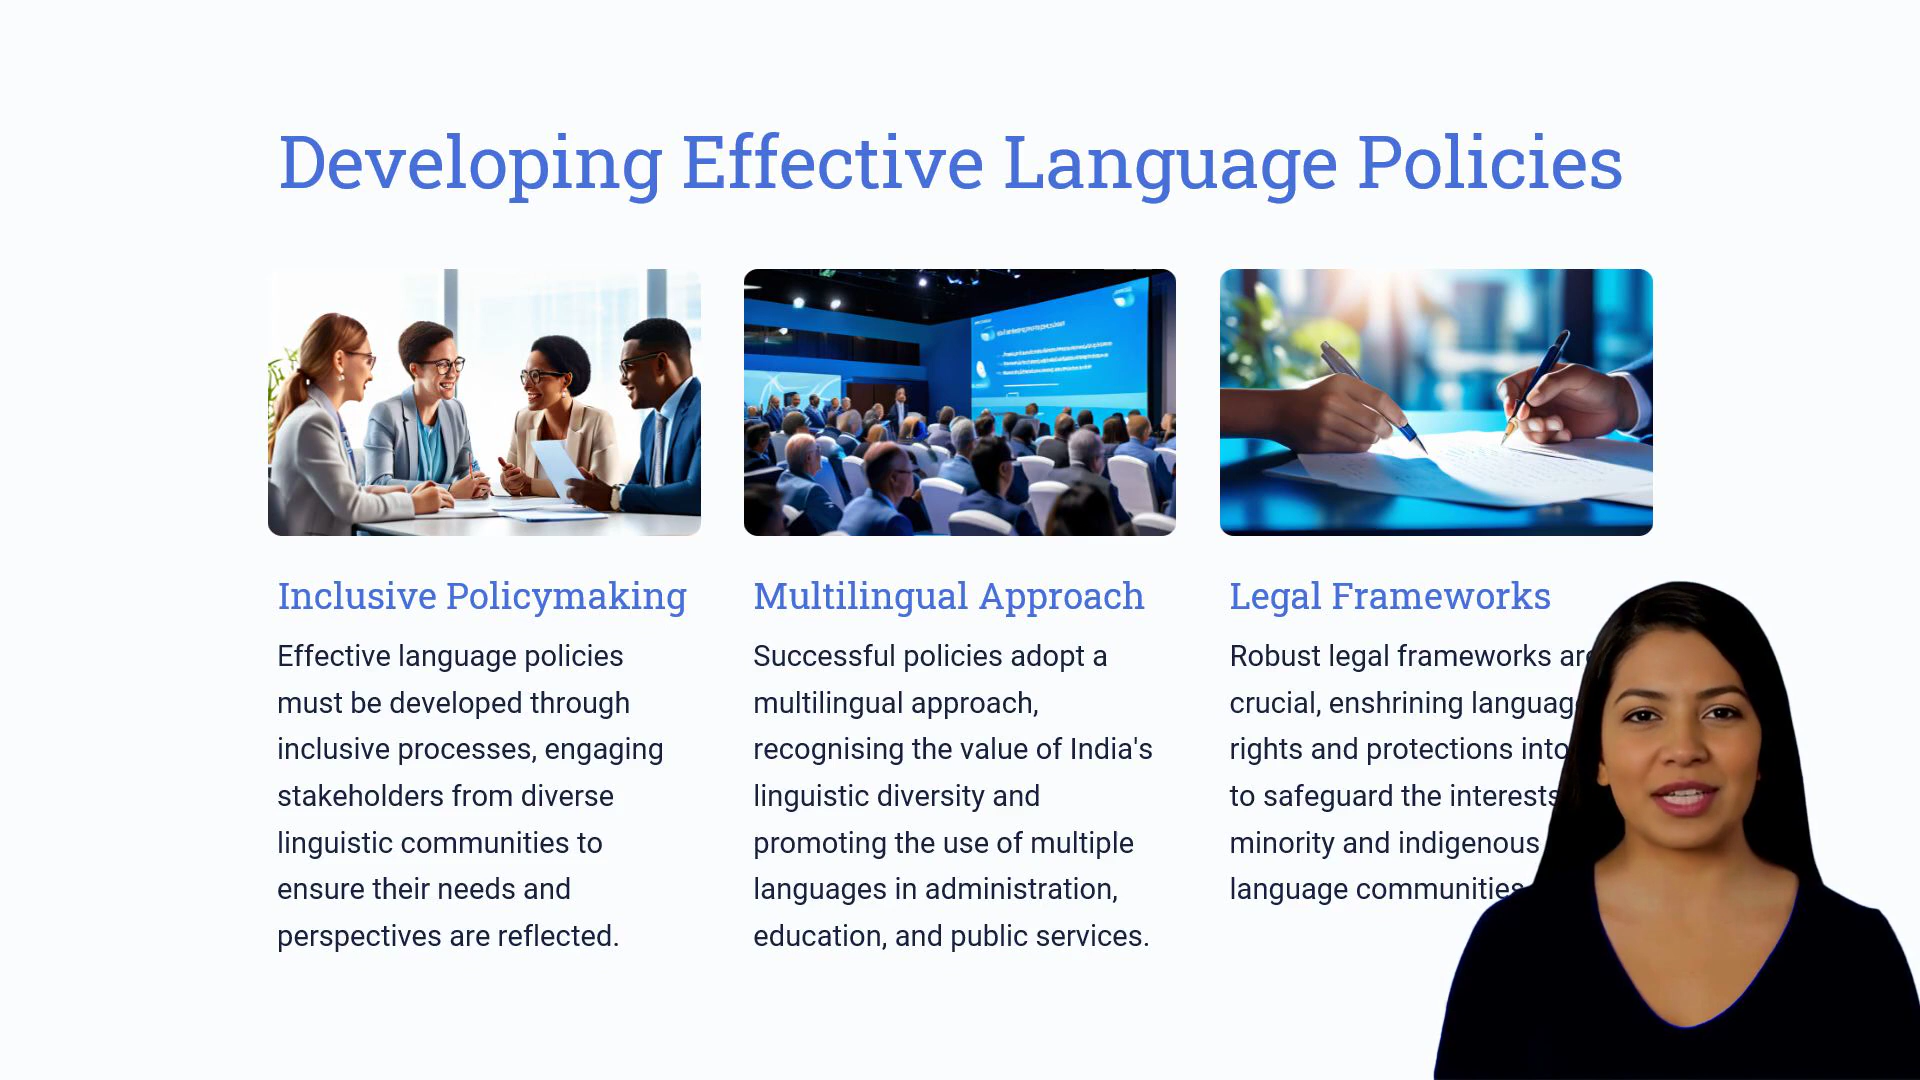 Developing Effective Language Policies
Inclusive Policymaking
Effective language policies
must be developed through
inclusive processes, engaging
stakeholders from diverse
linguistic communities to
ensure their needs and
perspectives are reflected.
Multilingual Approach
Successful policies adopt a
multilingual approach,
recognising the value of India's
linguistic diversity and
promoting the use of multiple
languages in administration,
education, and public services.
Legal Frameworks
Robust legal frameworks are
crucial, enshrining language
rights and protections into
to safeguard the interests
minority and indigenous
language communities